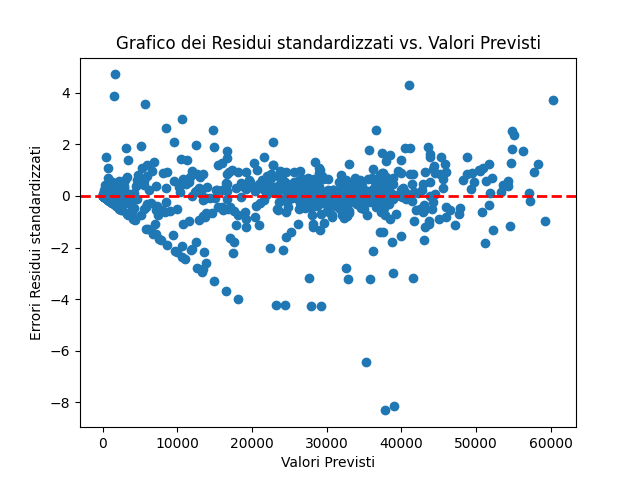 Grafico dei Residui standardizzati vs. Valori Previsti
Errori Residui standardizzati
4
2
0
−2
−4
−6
−8
0 10000 20000 30000 40000 50000 60000
Valori Previsti